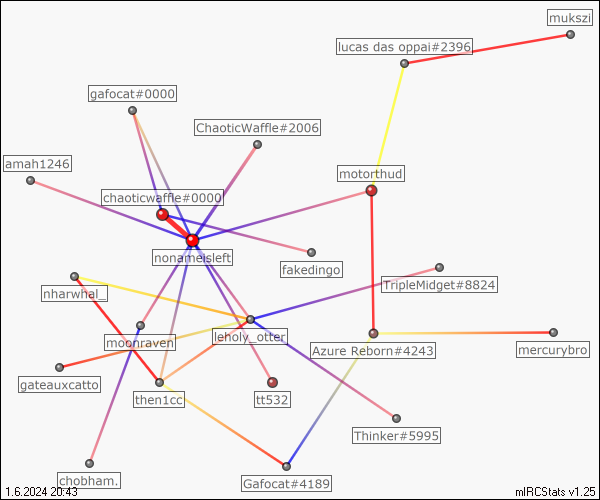 mukszi
lucas das oppai#2396
gafocat#0000
ChaoticWaffle#2006
amah1246
motorthud
chaoticwaffle#0000
nonameisleft
fakedingo
TripleMidget#8824
nharwhal_
moonraven
leholy_otter
Azure Reborn#4243
mercurybro
gateauxcatto
then1cc
tt532
Thinker#5995
chobham.
Gafocat#4189
1.6.2024 20:43
mIRCStats v1.25